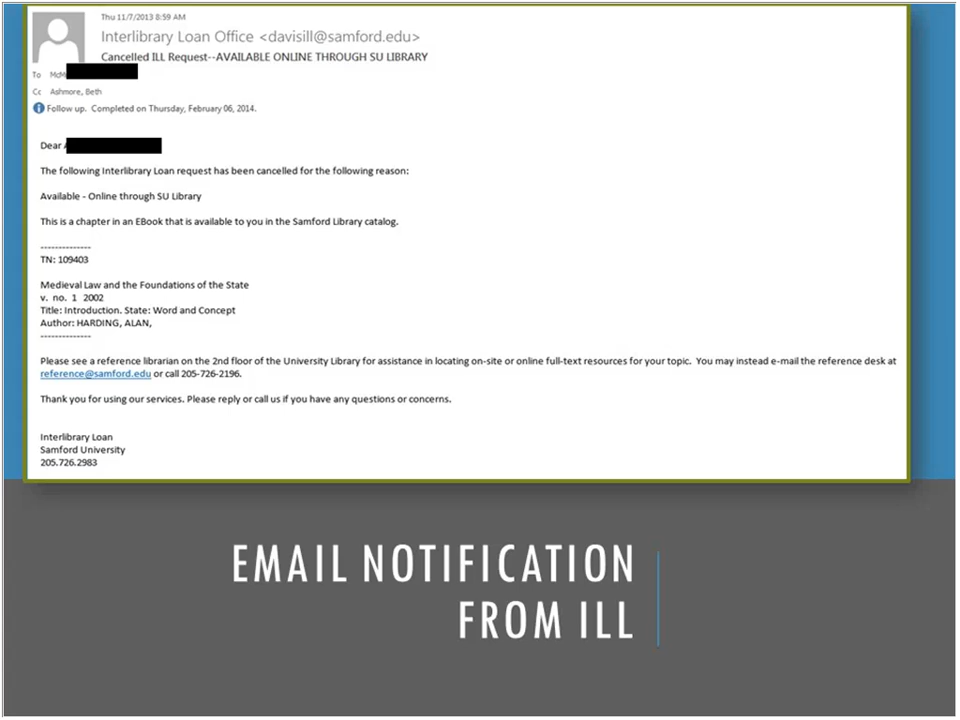 Thu 11/7/2013 8:59 AM
Interlibrary Loan Office <davisill@samford.edu>
Cancelled ILL Request--AVAILABLE ONLINE THROUGH SU LIBRARY
To
Cc Ashmore, Beth
Follow up. Completed on Thursday, February 06, 2014.
Dear
The following Interlibrary Loan request has been cancelled for the following reason:
Available - Online through SU Library
This is a chapter in an EBook that is available to you in the Samford Library catalog.
--------------
TN: 109403
Medieval Law and the Foundations of the State
v. no. 1 2002
Title: Introduction. State: Word and Concept
Author: HARDING, ALAN,
--------------
Please see a reference librarian on the 2nd floor of the University Library for assistance in locating on-site or online full-text resources for your topic. You may instead e-mail the reference desk at
reference@samford.edu or call 205-726-2196.
Thank you for using our services. Please reply or call us if you have any questions or concerns.
Interlibrary Loan
Samford University
205.726.2983
EMAIL NOTIFICATION
FROM ILL